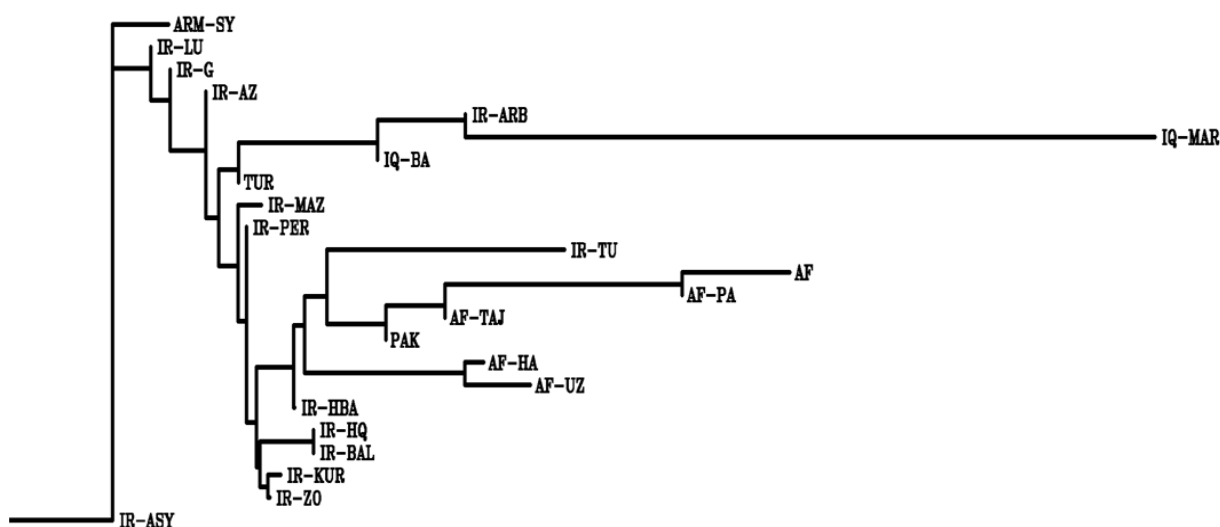 ARM-SY
IR-LU
IR-G
IR-AZ
IR-ARB
IQ-MAR
IQ-BA
TUR
IR-MAZ
IR-PER
IR-TU
AF
AF-PA
AF-TAJ
PAK
AF-HA
AF-UZ
IR-HBA
IR-HQ
IR-BAL
IR-KUR
IR-ZO
IR-ASY